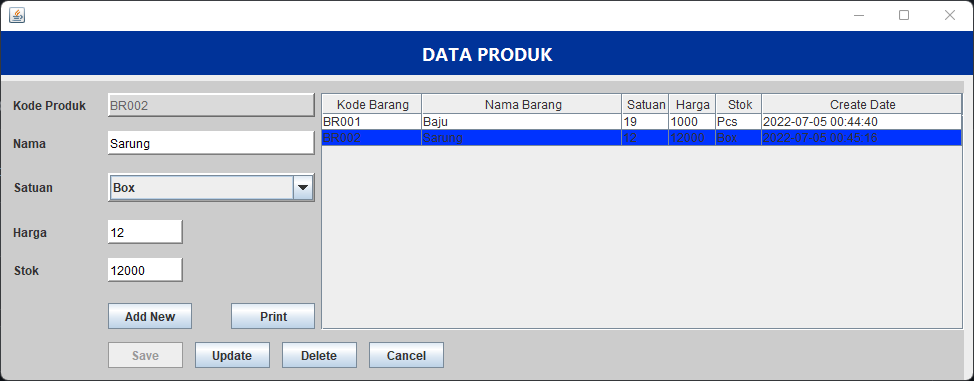 DATA PRODUK
Kode Produk BR002
Nama Sarung
Satuan Box
Harga 12
Stok 12000
Add New Print
Save Update Delete Cancel
Kode Barang Nama Barang Satuan Harga Stok Create Date
BR001 Baju 19 1000 Pcs 2022-07-05 00:44:40
BR002 Sarung 12 12000 Box 2022-07-05 00:45:16